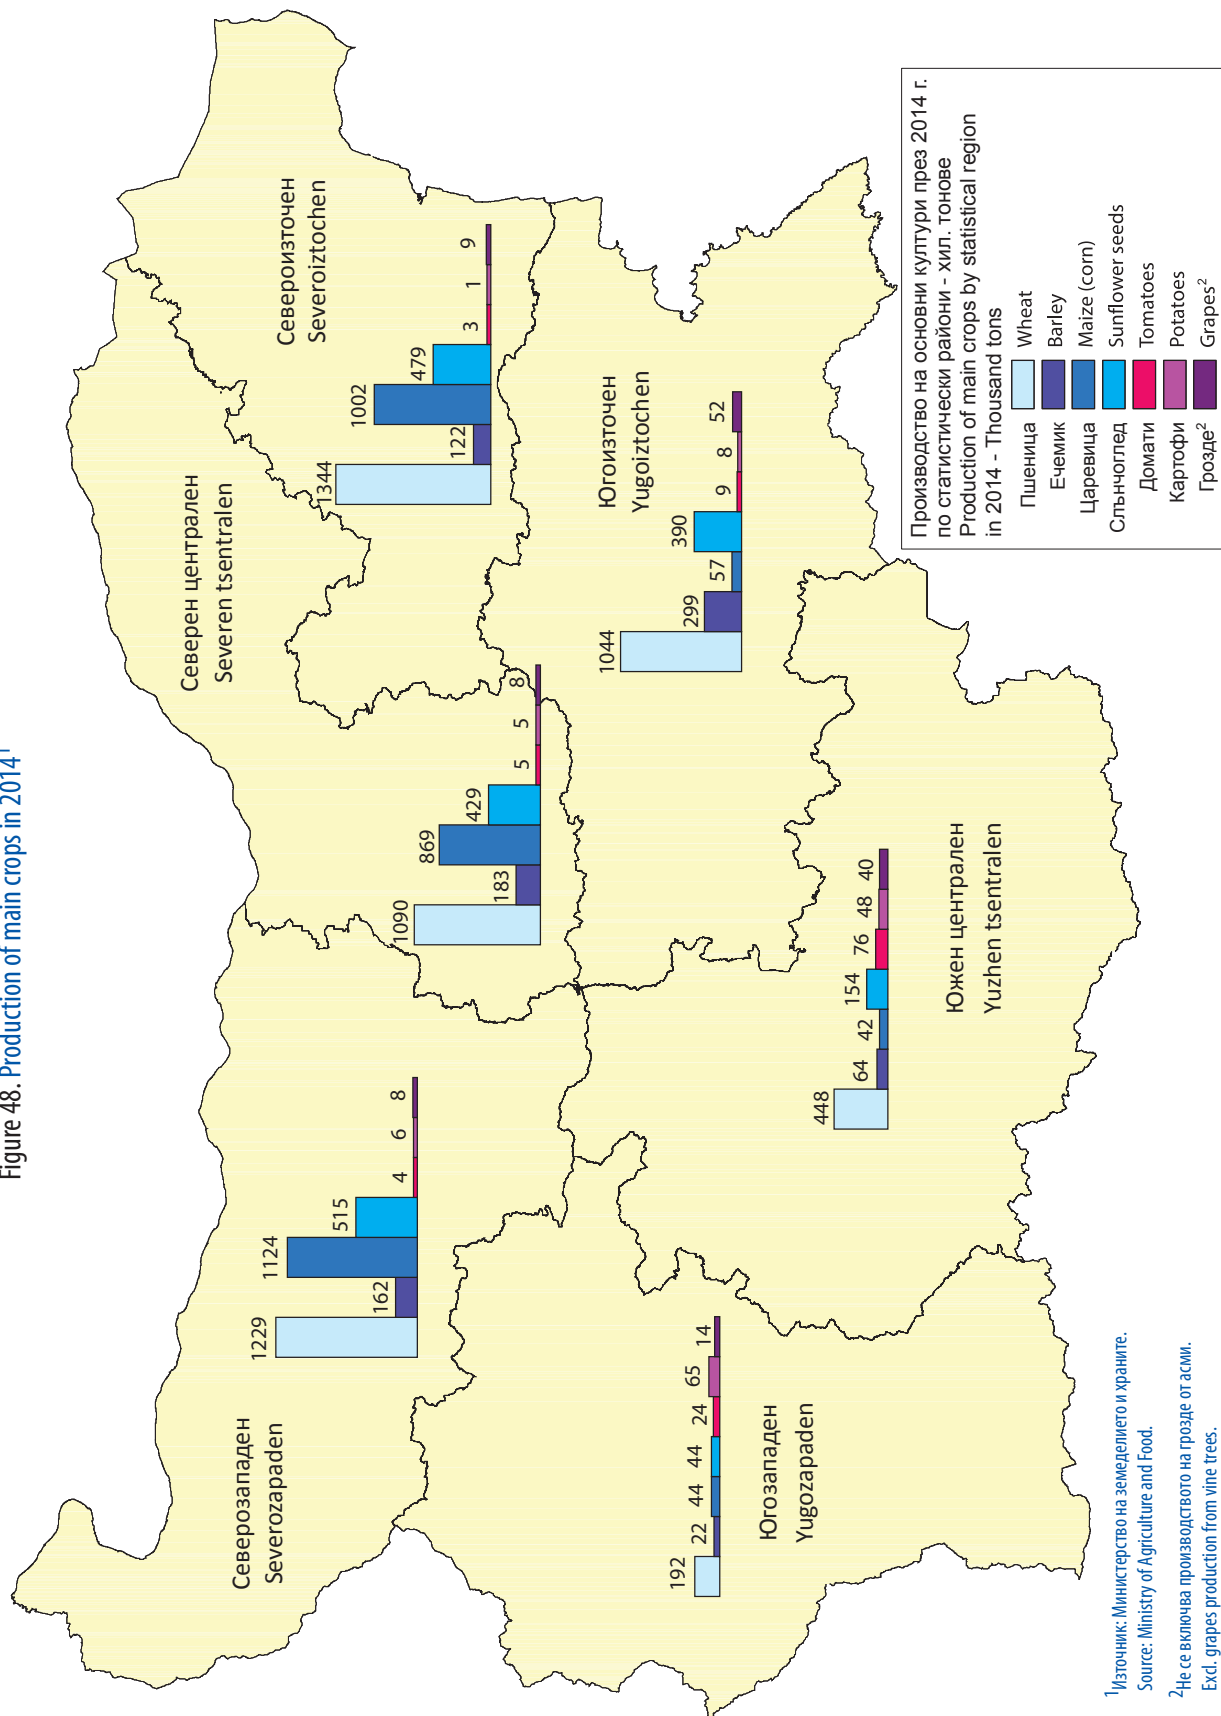 Figure 48. Production of main crops in 2014¹
Северозападен
Severozapaden
1229
162
1124
515
4
6
8
Северен централен
Severen tsentralen
1090
183
869
429
5
5
8
Североизточен
Severoiztochen
1344
122
1002
479
3
1
9
Югозападен
Yugozapaden
192
22
44
44
24
65
14
Южен централен
Yuzhen tsentralen
448
64
42
154
76
48
40
Югоизточен
Yugoiztochen
1044
299
57
390
9
8
52
Производство на основни култури през 2014 г.
по статистически райони - хил. тонове
Production of main crops by statistical region
in 2014 - Thousand tons
Пшеница Wheat
Ечемик Barley
Царевица Maize (corn)
Слънчоглед Sunflower seeds
Домати Tomatoes
Картофи Potatoes
Грозде² Grapes²
¹Източник: Министерство на земеделието и храните.
Source: Ministry of Agriculture and Food.
²Не се включва производството на грозде от асми.
Excl. grapes production from vine trees.